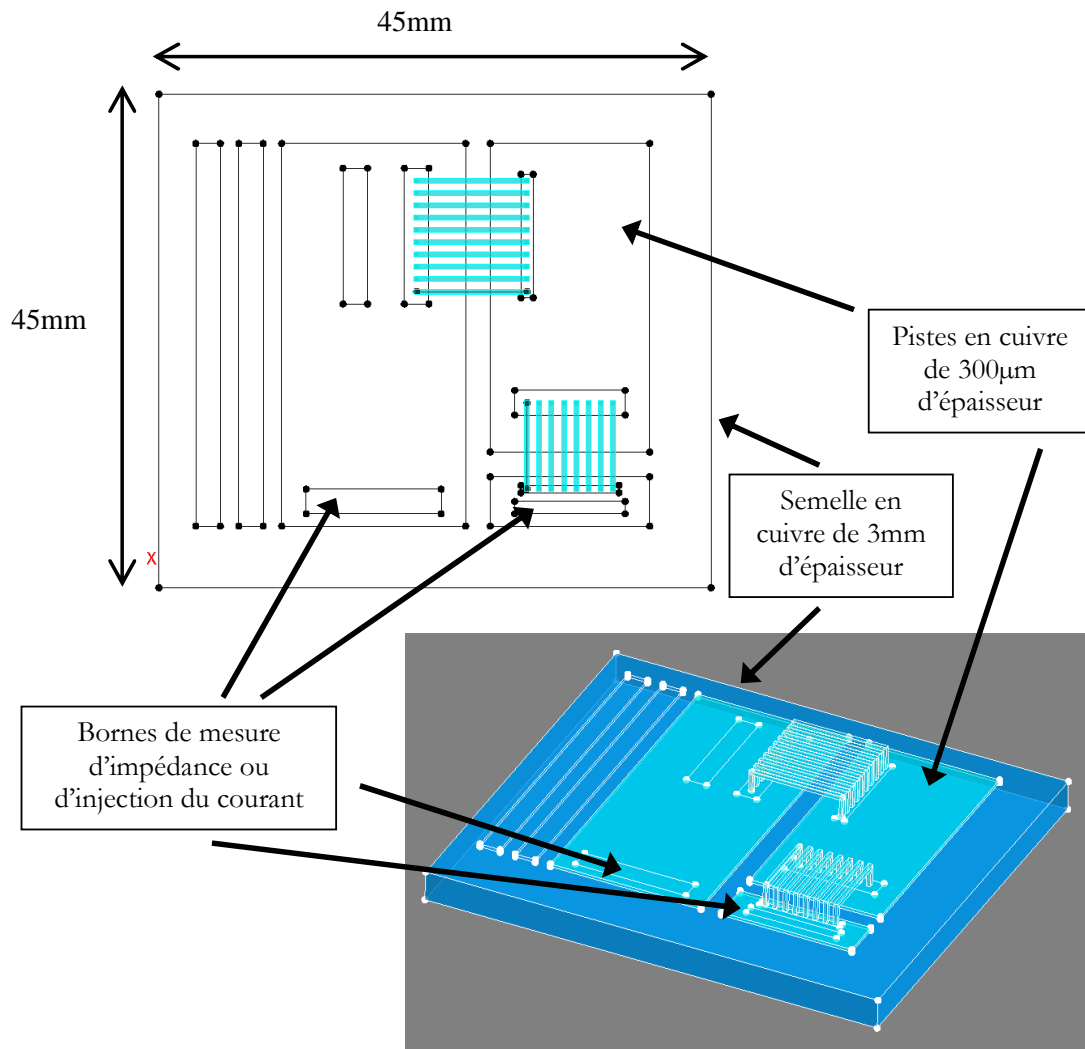 45mm
45mm
Pistes en cuivre
de 300µm
d'épaisseur
Semelle en
cuivre de 3mm
d'épaisseur
X
Bornes de mesure
d'impédance ou
d'injection du courant